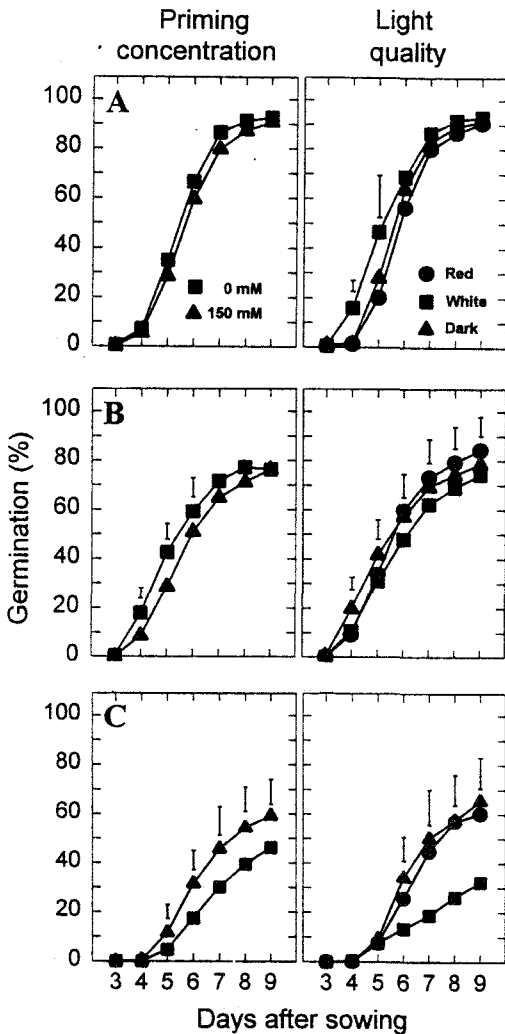 Priming
concentration
Light
quality
A
100
80
60
40
20
0
0 mM
150 mM
Red
White
Dark
B
100
80
60
40
20
0
Germination (%)
C
100
80
60
40
20
0
3 4 5 6 7 8 9
3 4 5 6 7 8 9
Days after sowing